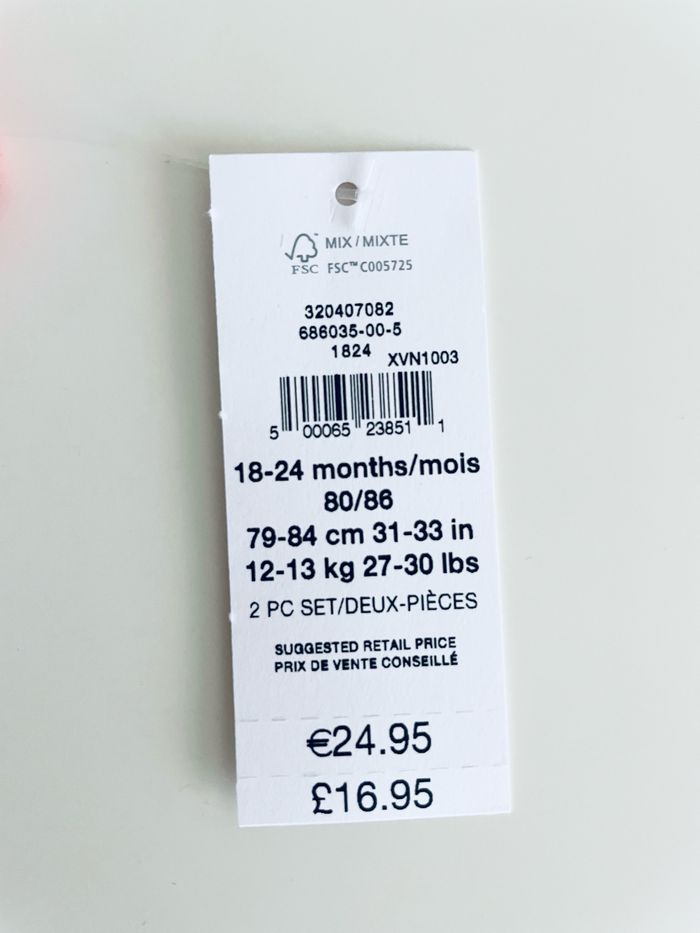 MIX / MIXTE
FSC FSC™ C005725
320407082
686035-00-5
1824
XVN1003
5 00065 23851 1
18-24 months/mois
80/86
79-84 cm 31-33 in
12-13 kg 27-30 lbs
2 PC SET/DEUX-PIÈCES
SUGGESTED RETAIL PRICE
PRIX DE VENTE CONSEILLÉ
€24.95
£16.95